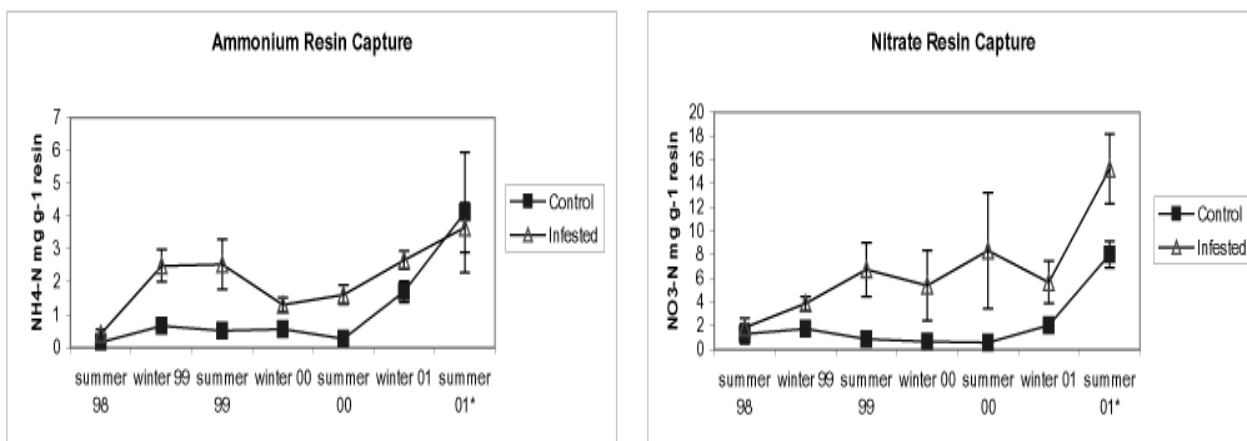 Ammonium Resin Capture
NH4-N mg g-1 resin
7
6
5
4
3
2
1
0
summer 98
winter 99
summer 99
winter 00
summer 00
winter 01
summer 01*
Control
Infested
Nitrate Resin Capture
NO3-N mg g-1 resin
20
18
16
14
12
10
8
6
4
2
0
summer 98
winter 99
summer 99
winter 00
summer 00
winter 01
summer 01*
Control
Infested